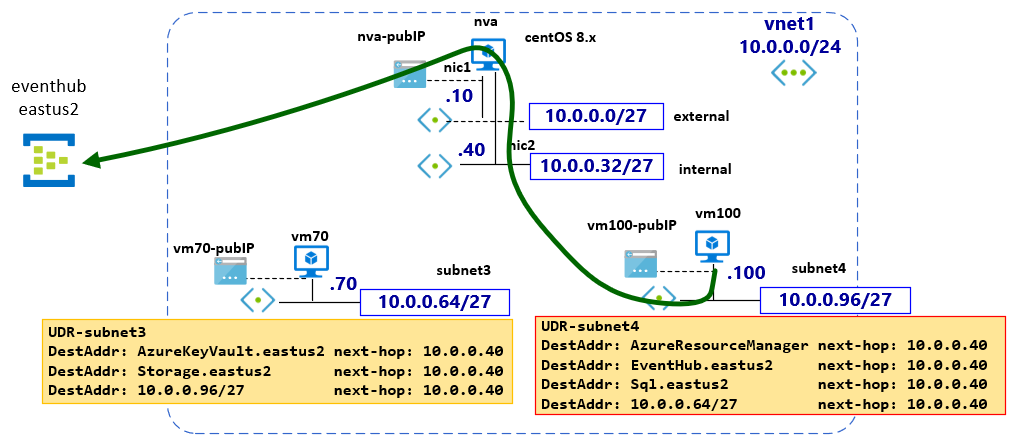 nva
vnet1
10.0.0.0/24
nva-pubIP
centOS 8.x
nic1
eventhub
eastus2
.10
10.0.0.0/27
external
.40
nic2
10.0.0.32/27
internal
vm100
vm100-pubIP
vm70
vm70-pubIP
.70
subnet3
10.0.0.64/27
.100
subnet4
10.0.0.96/27
UDR-subnet3
DestAddr: AzureKeyVault.eastus2 next-hop: 10.0.0.40
DestAddr: Storage.eastus2 next-hop: 10.0.0.40
DestAddr: 10.0.0.96/27 next-hop: 10.0.0.40
UDR-subnet4
DestAddr: AzureResourceManager next-hop: 10.0.0.40
DestAddr: EventHub.eastus2 next-hop: 10.0.0.40
DestAddr: Sql.eastus2 next-hop: 10.0.0.40
DestAddr: 10.0.0.64/27 next-hop: 10.0.0.40